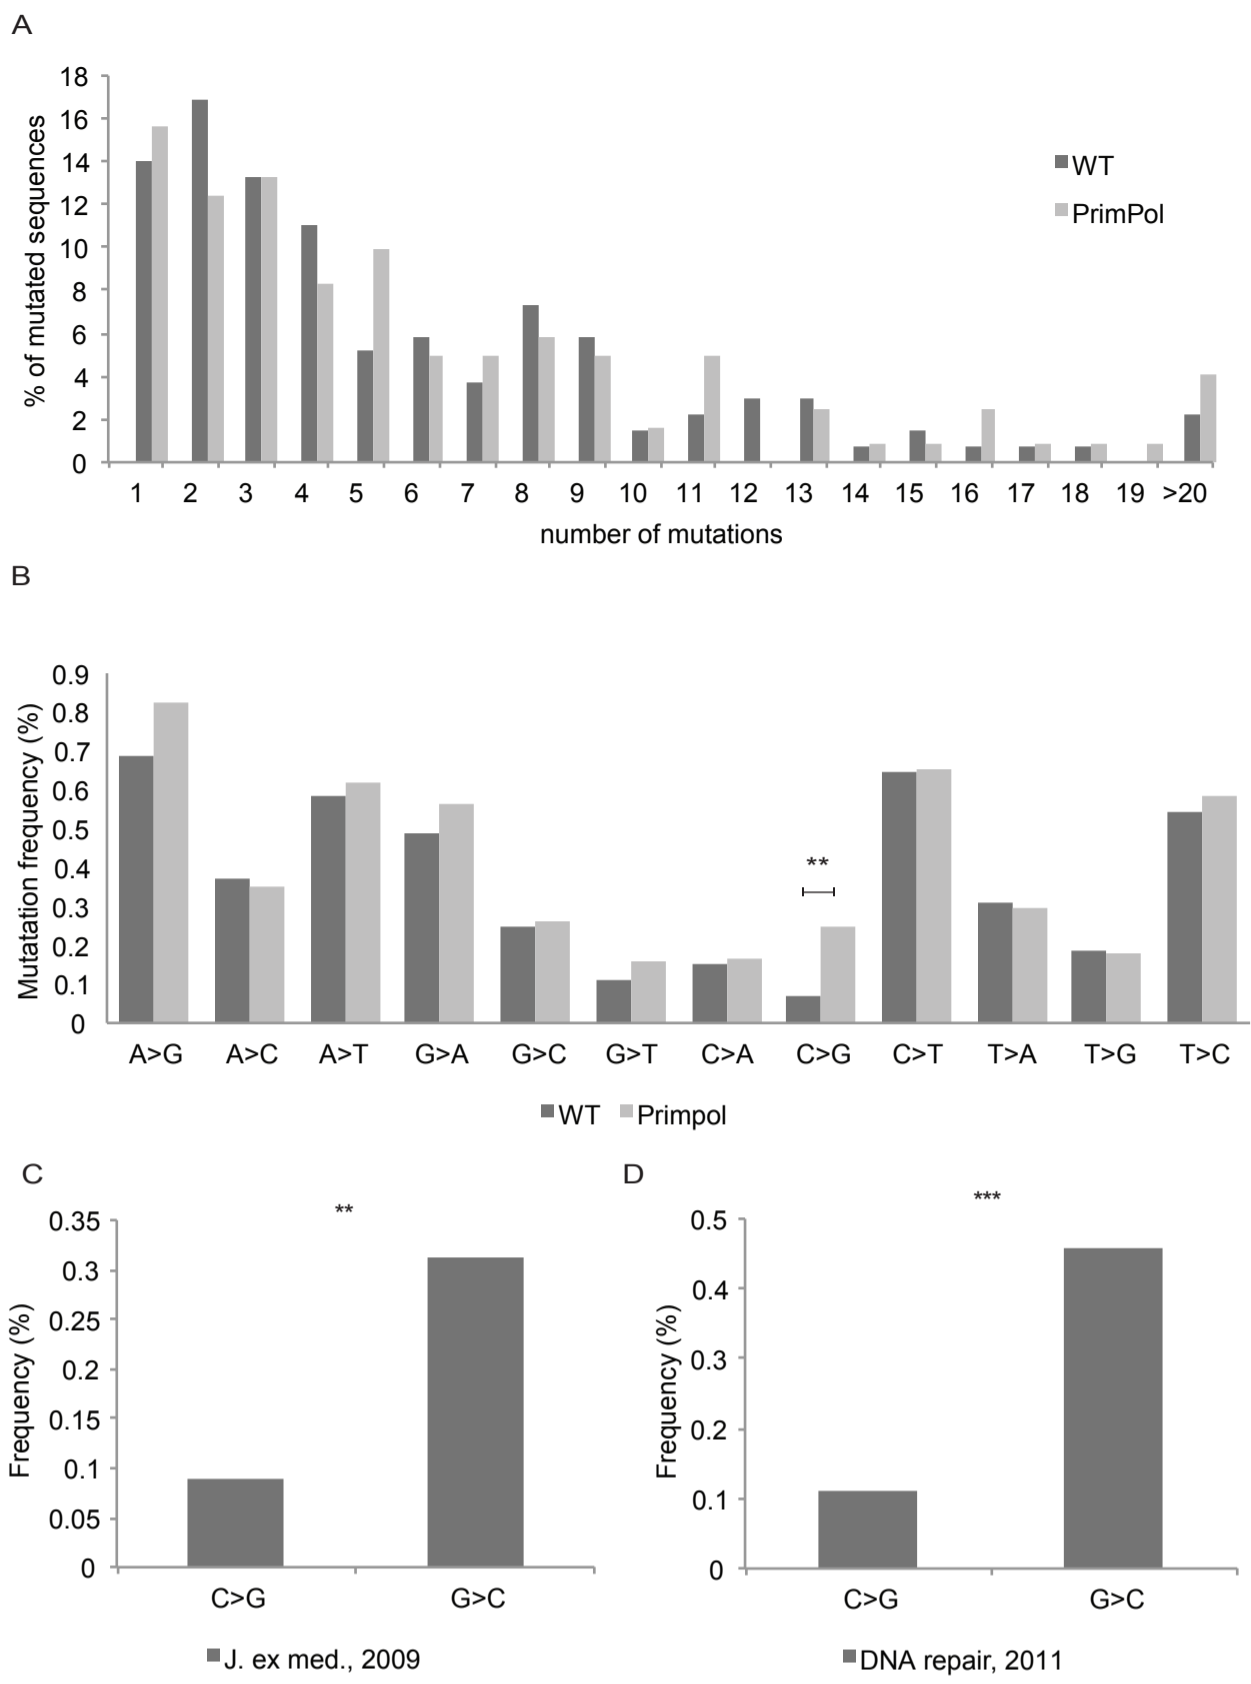 A
% of mutated sequences
18
16
14
12
10
8
6
4
2
0
WT
PrimPol
1 2 3 4 5 6 7 8 9 10 11 12 13 14 15 16 17 18 19 >20
number of mutations
B
Mutatation frequency (%)
0.9
0.8
0.7
0.6
0.5
0.4
0.3
0.2
0.1
0
**
A>G A>C A>T G>A G>C G>T C>A C>G C>T T>A T>G T>C
WT Primpol
C
Frequency (%)
**
0.35
0.3
0.25
0.2
0.15
0.1
0.05
0
C>G G>C
J. ex med., 2009
D
Frequency (%)
***
0.5
0.4
0.3
0.2
0.1
0
C>G G>C
DNA repair, 2011